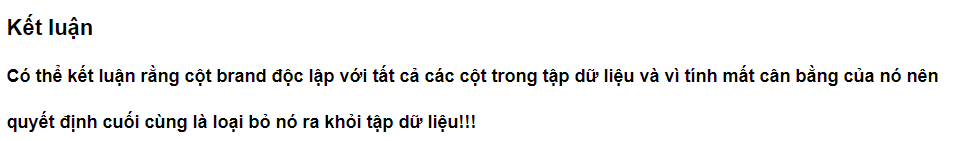 Kết luận
Có thể kết luận rằng cột brand độc lập với tất cả các cột trong tập dữ liệu và vì tính mất cân bằng của nó nên
quyết định cuối cùng là loại bỏ nó ra khỏi tập dữ liệu!!!